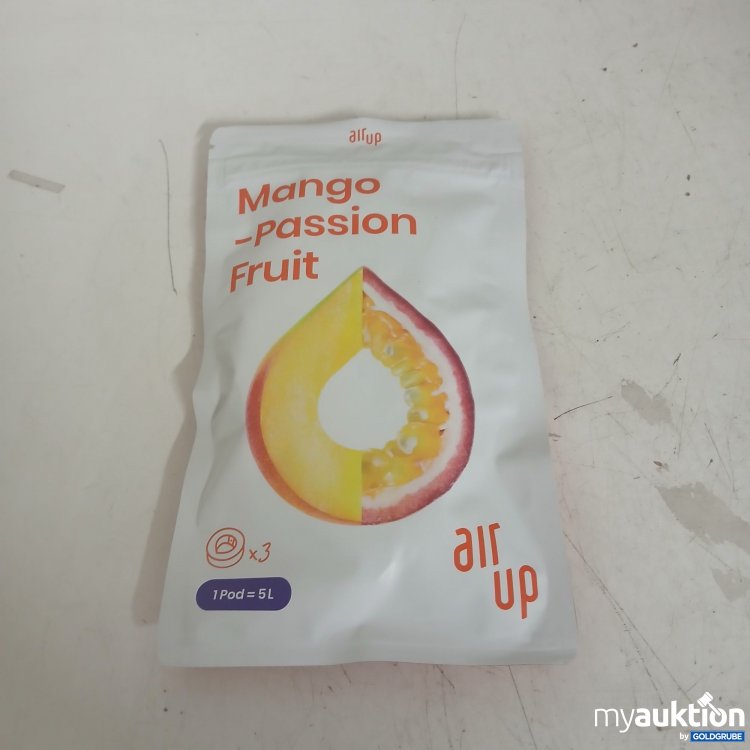 air up
Mango
-Passion
Fruit
x3
1 Pod = 5L
air
up
myauktion
by GOLDGRUBE